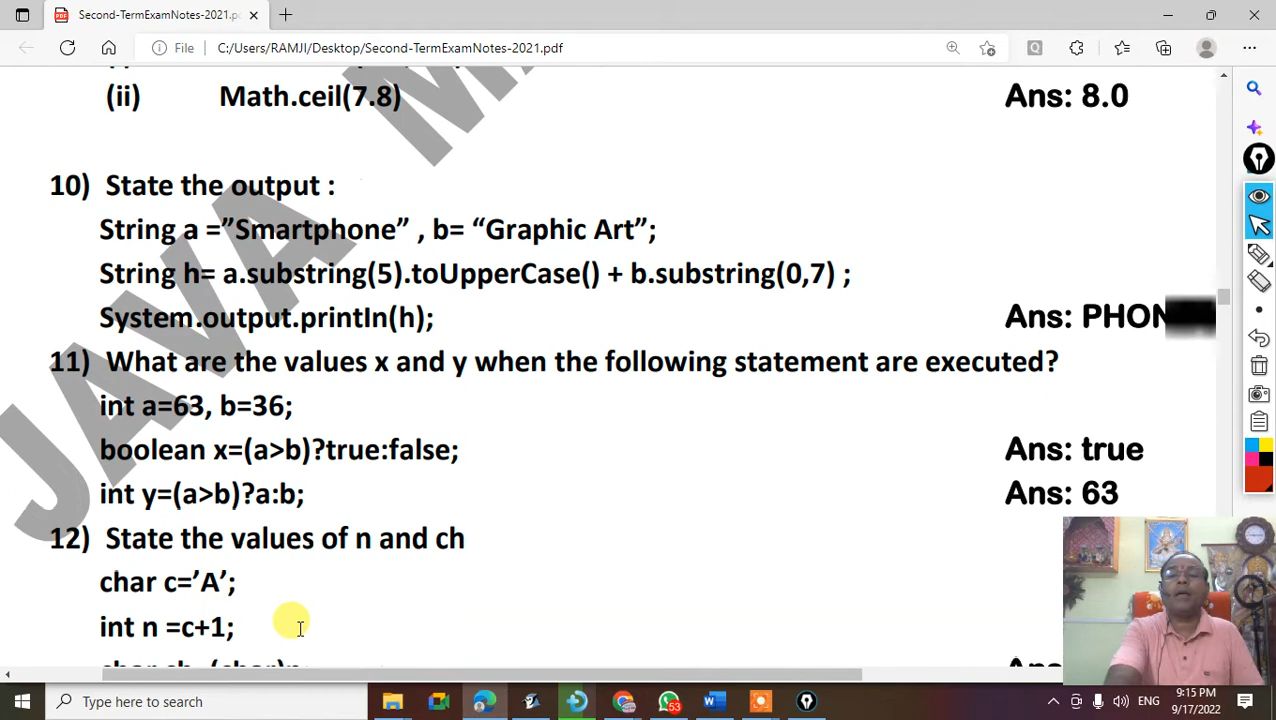 Second-TermExamNotes-2021.p
File C:/Users/RAMJI/Desktop/Second-TermExamNotes-2021.pdf
(ii) Math.ceil(7.8) Ans: 8.0
10) State the output :
String a =”Smartphone” , b= “Graphic Art”;
String h= a.substring(5).toUpperCase() + b.substring(0,7) ;
System.output.printIn(h); Ans: PHON
11) What are the values x and y when the following statement are executed?
int a=63, b=36;
boolean x=(a>b)?true:false; Ans: true
int y=(a>b)?a:b; Ans: 63
12) State the values of n and ch
char c=’A’;
int n =c+1;
JAVA
Type here to search
53
ENG
9:15 PM
9/17/2022